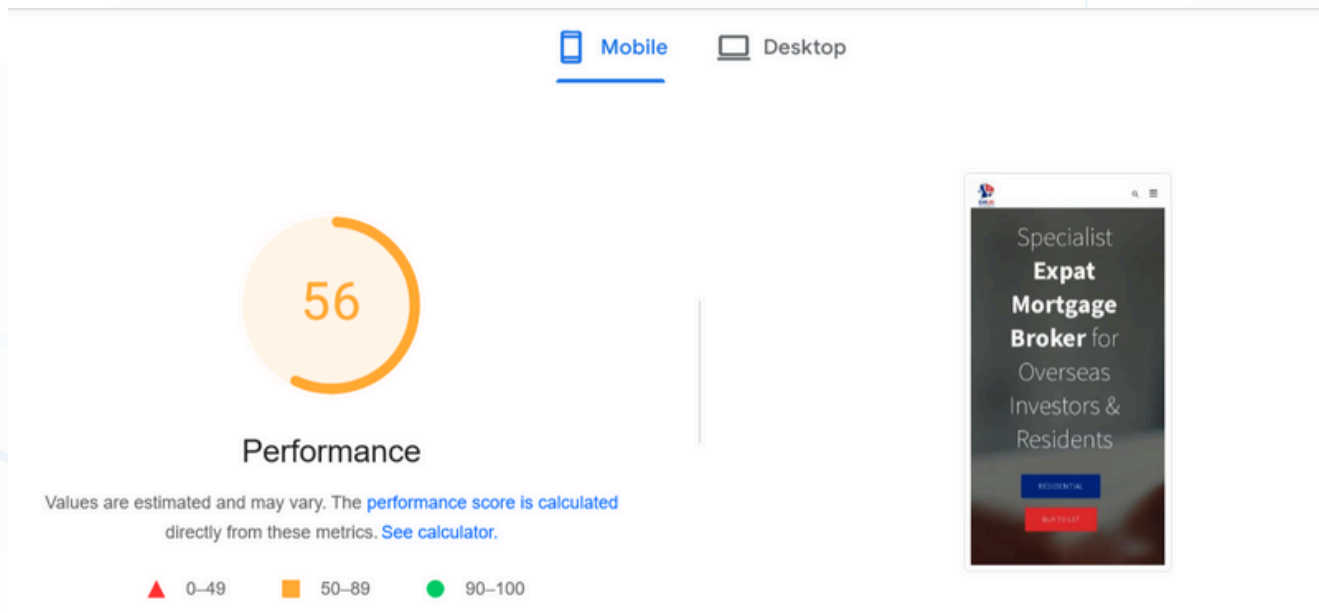 Mobile
Desktop
56
Performance
Values are estimated and may vary. The performance score is calculated
directly from these metrics. See calculator.
0–49
50–89
90–100
Specialist
Expat
Mortgage
Broker for
Overseas
Investors &
Residents
RESIDENTIAL
BUY TO LET